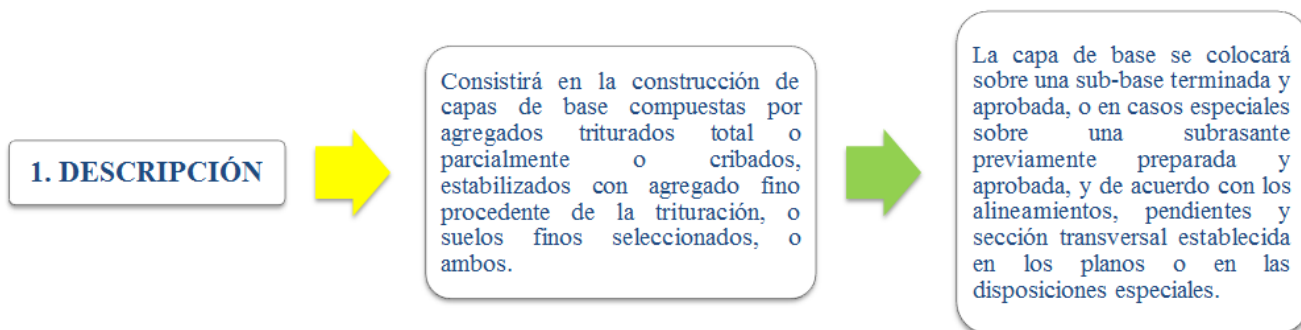 1. DESCRIPCIÓN
Consistirá en la construcción de
capas de base compuestas por
agregados triturados total o
parcialmente o cribados,
estabilizados con agregado fino
procedente de la trituración, o
suelos finos seleccionados, o
ambos.
La capa de base se colocará
sobre una sub-base terminada y
aprobada, o en casos especiales
sobre una subrasante
previamente preparada y
aprobada, y de acuerdo con los
alineamientos, pendientes y
sección transversal establecida
en los planos o en las
disposiciones especiales.